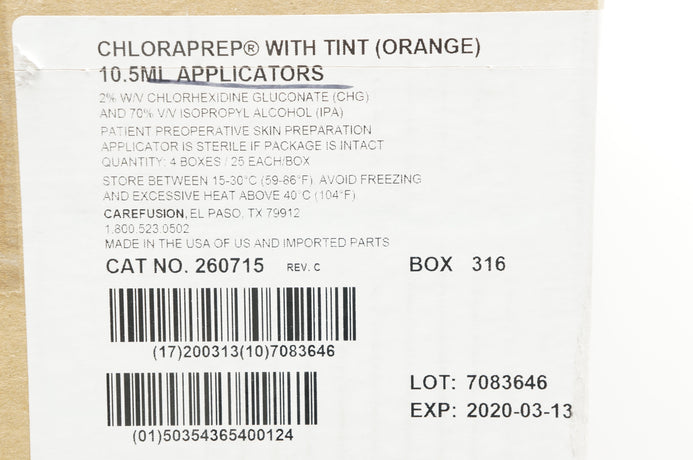 CHLORAPREP® WITH TINT (ORANGE)
10.5ML APPLICATORS
2% W/V CHLORHEXIDINE GLUCONATE (CHG)
AND 70% V/V ISOPROPYL ALCOHOL (IPA)
PATIENT PREOPERATIVE SKIN PREPARATION
APPLICATOR IS STERILE IF PACKAGE IS INTACT
QUANTITY: 4 BOXES / 25 EACH/BOX
STORE BETWEEN 15-30°C (59-86°F). AVOID FREEZING
AND EXCESSIVE HEAT ABOVE 40°C (104°F)
CAREFUSION, EL PASO, TX 79912
1.800.523.0502
MADE IN THE USA OF US AND IMPORTED PARTS
CAT NO. 260715 REV. C BOX 316
(17)200313(10)7083646
LOT: 7083646
EXP: 2020-03-13
(01)50354365400124